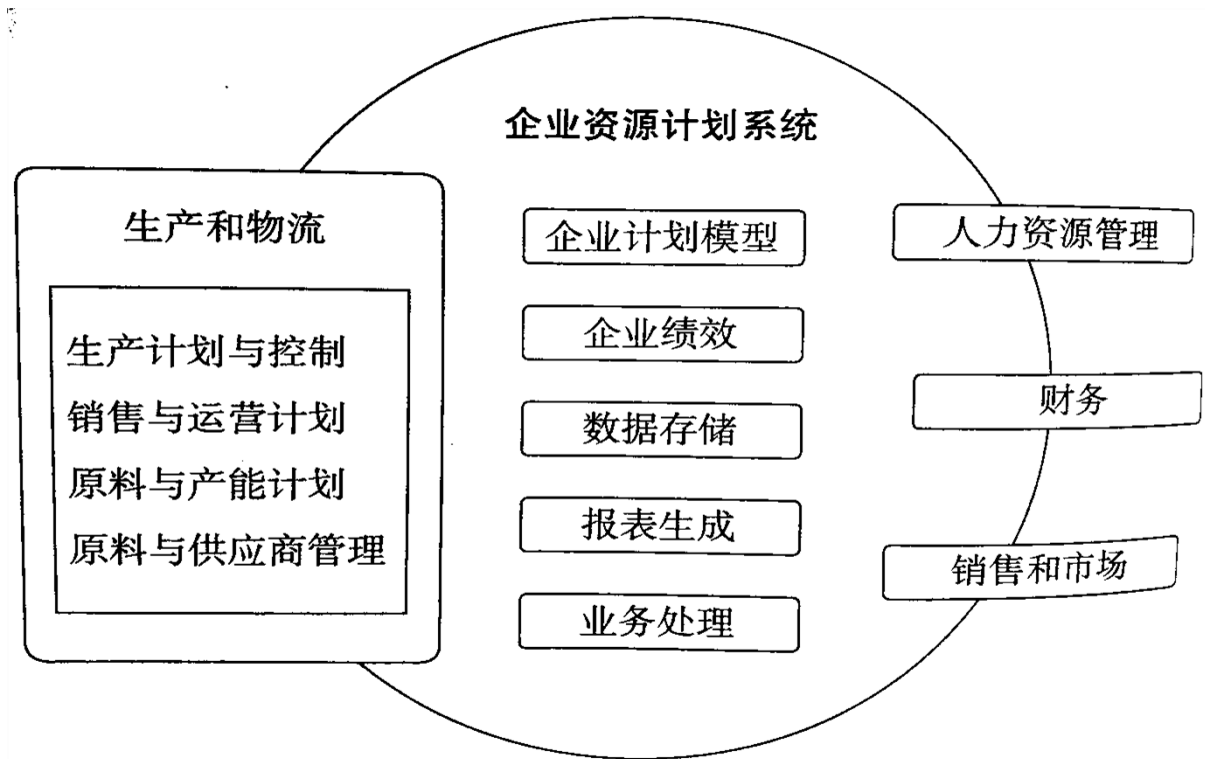 企业资源计划系统
生产和物流
生产计划与控制
销售与运营计划
原料与产能计划
原料与供应商管理
企业计划模型
企业绩效
数据存储
报表生成
业务处理
人力资源管理
财务
销售和市场